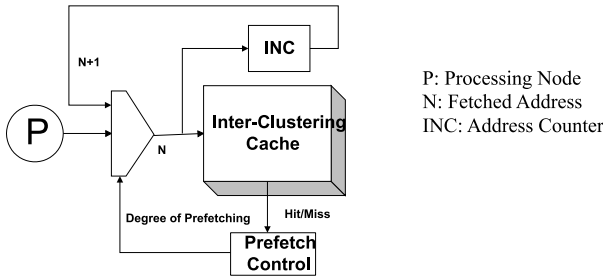 INC
N+1
P: Processing Node
N: Fetched Address
INC: Address Counter
P
N
Inter-Clustering
Cache
Degree of Prefetching
Hit/Miss
Prefetch
Control